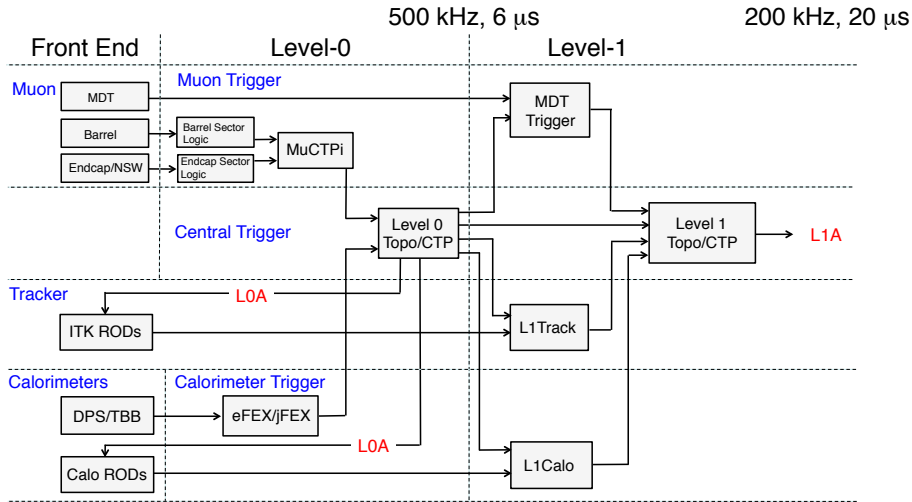 500 kHz, 6 μs
200 kHz, 20 μs
Front End
Level-0
Level-1
Muon
Muon Trigger
MDT
MDT
Trigger
Barrel
Barrel Sector
Logic
MuCTPi
Endcap/NSW
Endcap Sector
Logic
Central Trigger
Level 0
Topo/CTP
Level 1
Topo/CTP
L1A
Tracker
L0A
ITK RODs
L1Track
Calorimeters
Calorimeter Trigger
DPS/TBB
eFEX/jFEX
L0A
Calo RODs
L1Calo